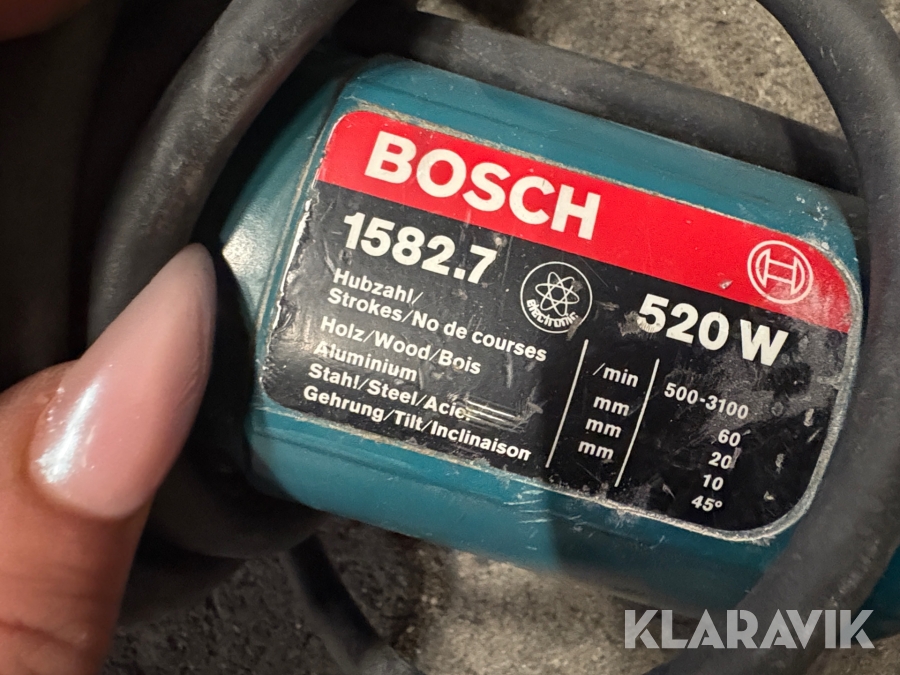 BOSCH
1582.7
electronic
520 W
Hubzahl/
Strokes/No de courses /min 500-3100
Holz/Wood/Bois mm 60
Aluminium mm 20
Stahl/Steel/Acier mm 10
Gehrung/Tilt/Inclinaison 45°
KLARAVIK